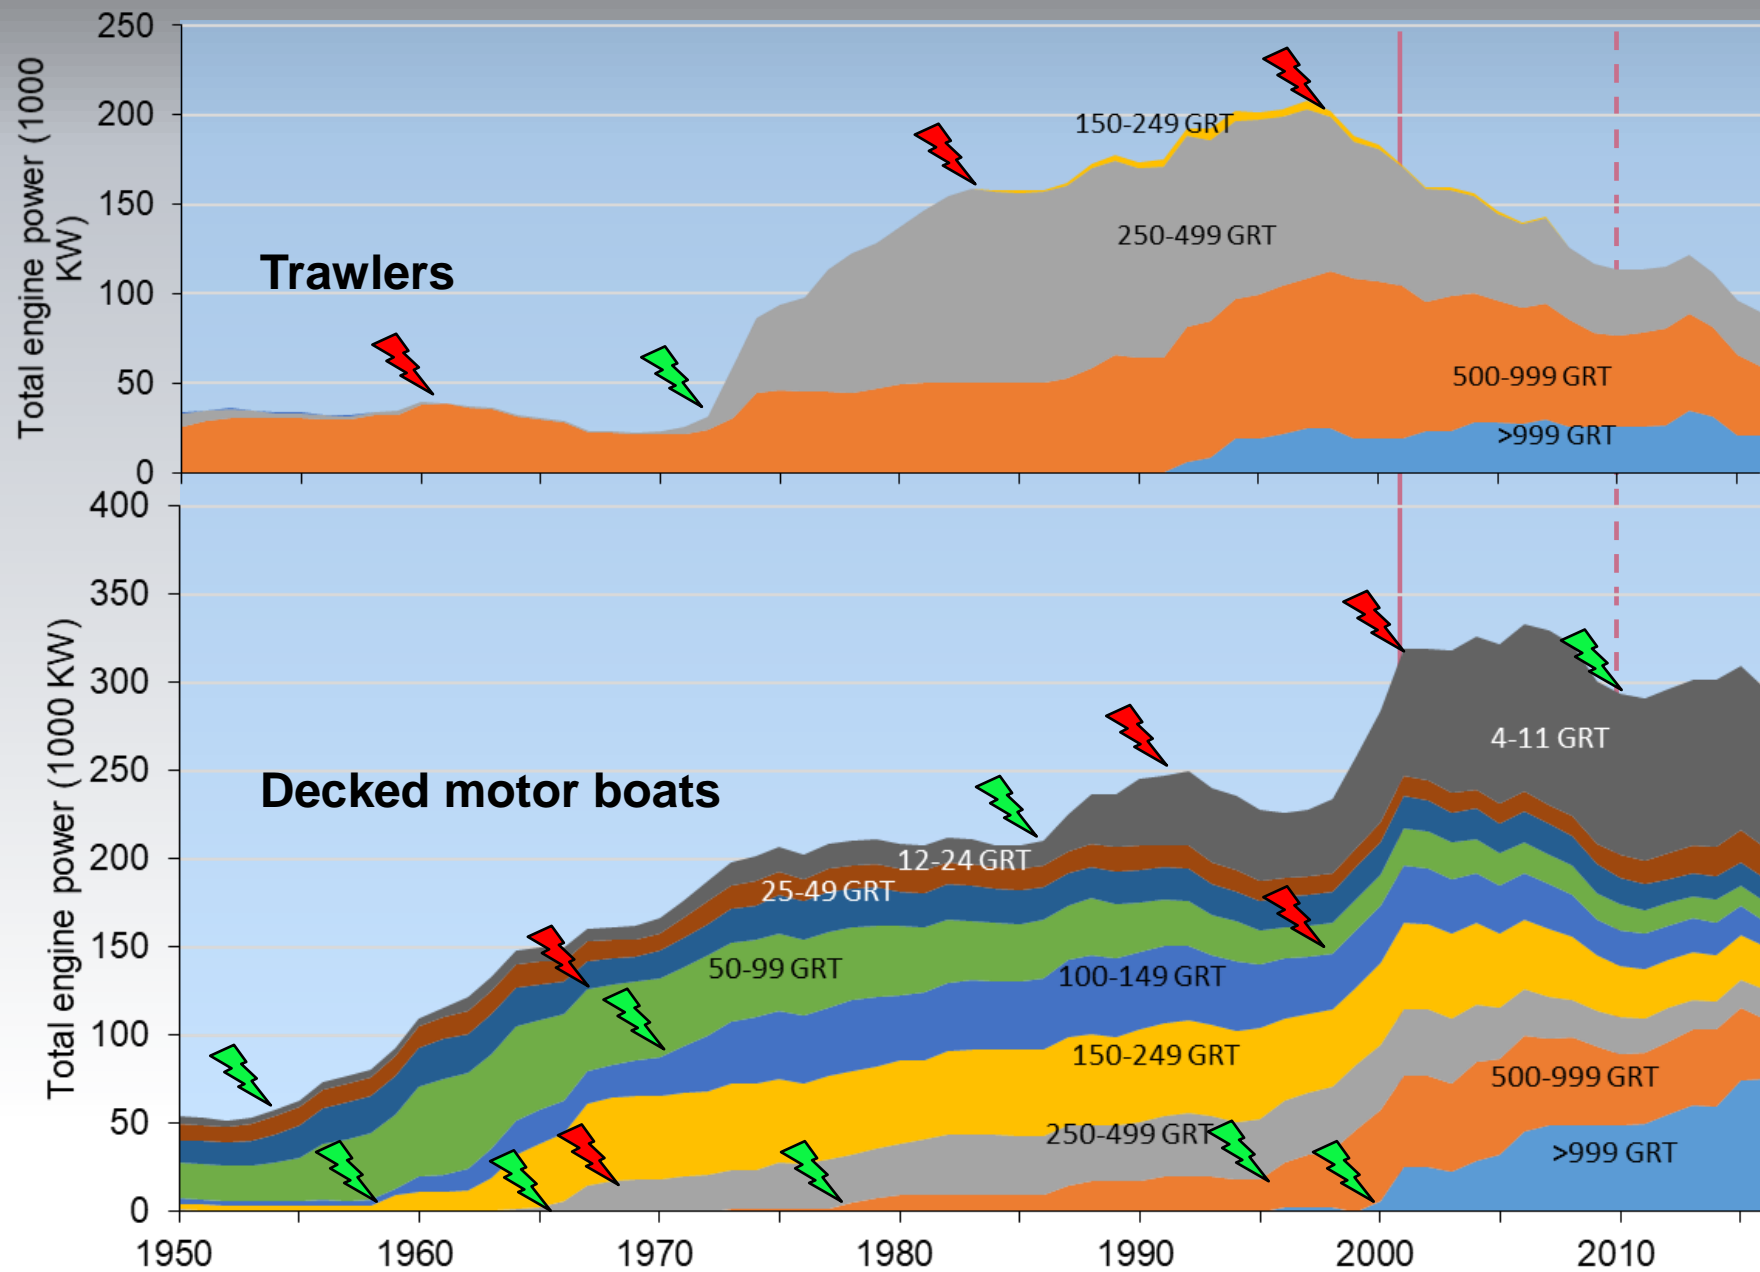 Total engine power (1000
KW)
250
200
150
100
50
0
Trawlers
150-249 GRT
250-499 GRT
500-999 GRT
>999 GRT
Total engine power (1000 KW)
400
350
300
250
200
150
100
50
0
Decked motor boats
4-11 GRT
12-24 GRT
25-49 GRT
50-99 GRT
100-149 GRT
150-249 GRT
500-999 GRT
250-499 GRT
>999 GRT
1950 1960 1970 1980 1990 2000 2010